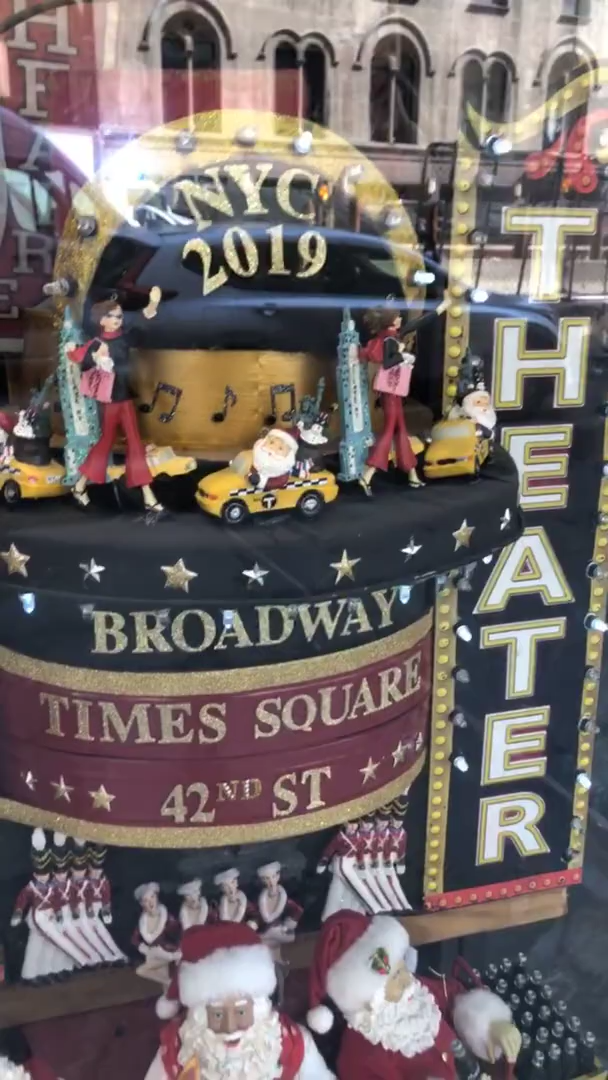 NYC
2019
THEATER
BROADWAY
TIMES SQUARE
42ND ST
T